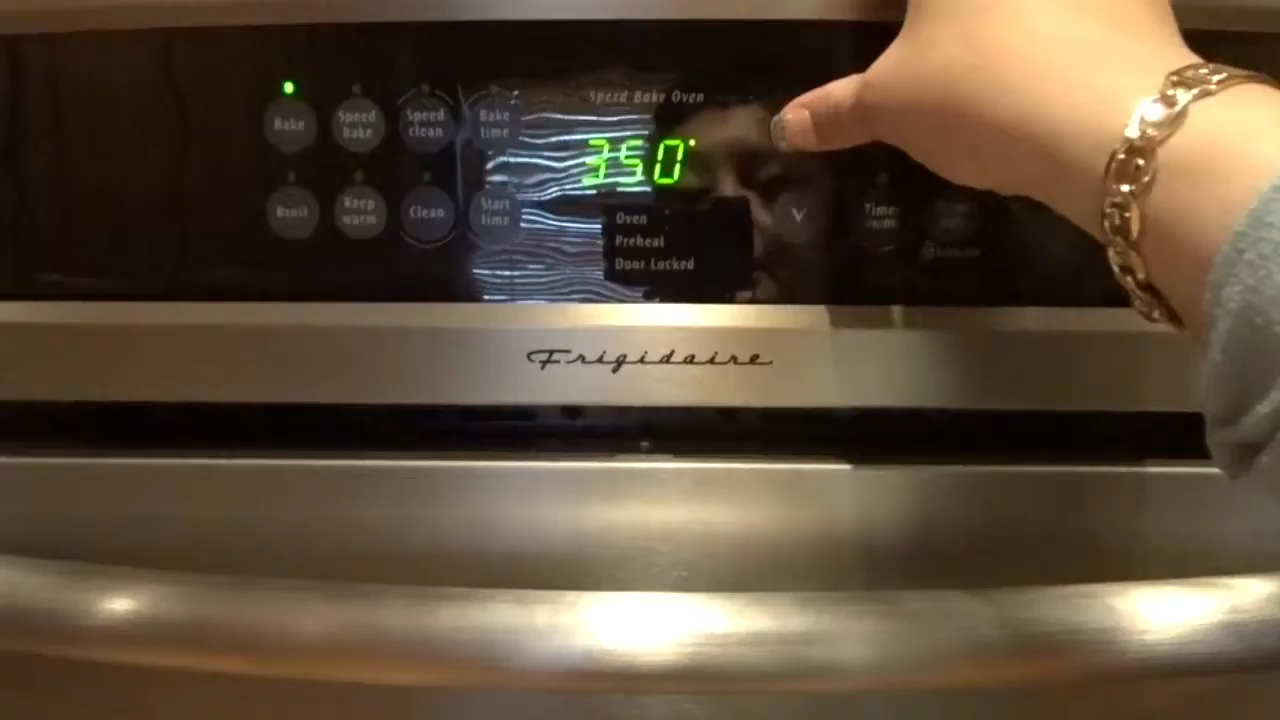 Speed Bake Oven
Bake
Speed bake
Speed clean
Bake time
350°
Broil
Keep warm
Clean
Start time
Oven
Preheat
Door Locked
Frigidaire